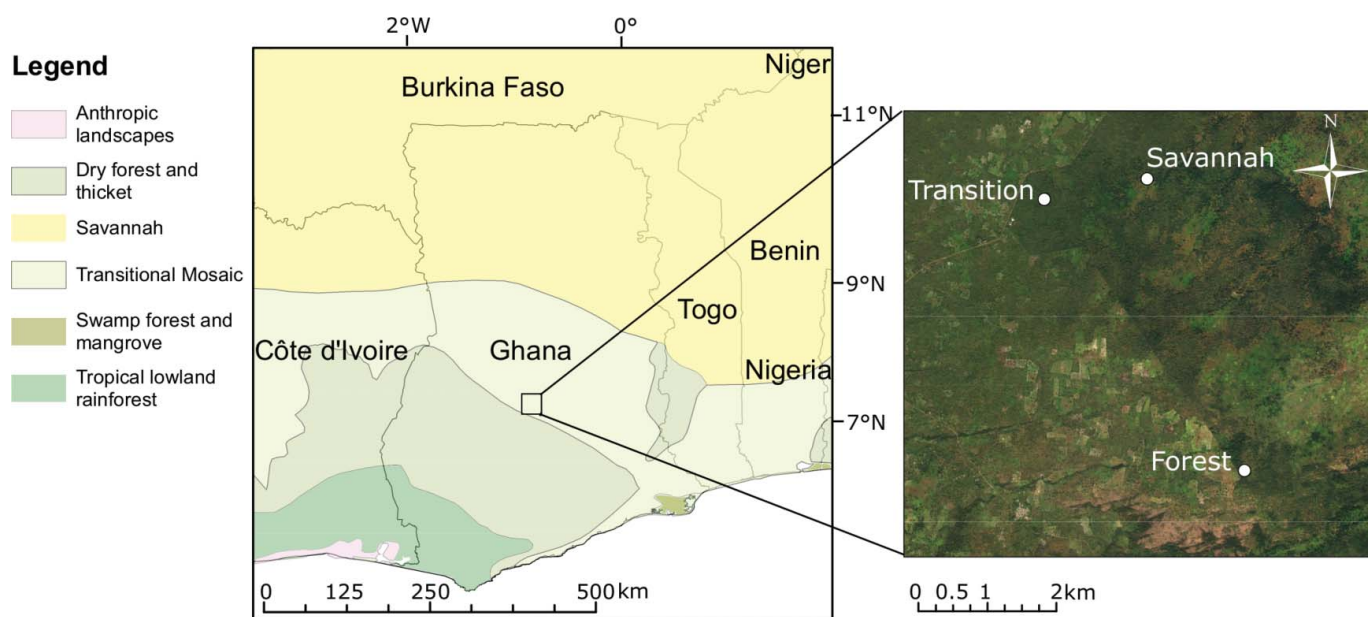 Legend
Anthropic
landscapes
Dry forest and
thicket
Savannah
Transitional Mosaic
Swamp forest and
mangrove
Tropical lowland
rainforest
2°W
0°
Niger
Burkina Faso
11°N
Benin
9°N
Togo
Côte d'Ivoire
Ghana
Nigeria
7°N
0 125 250 500km
N
Savannah
Transition
Forest
0 0.5 1 2km